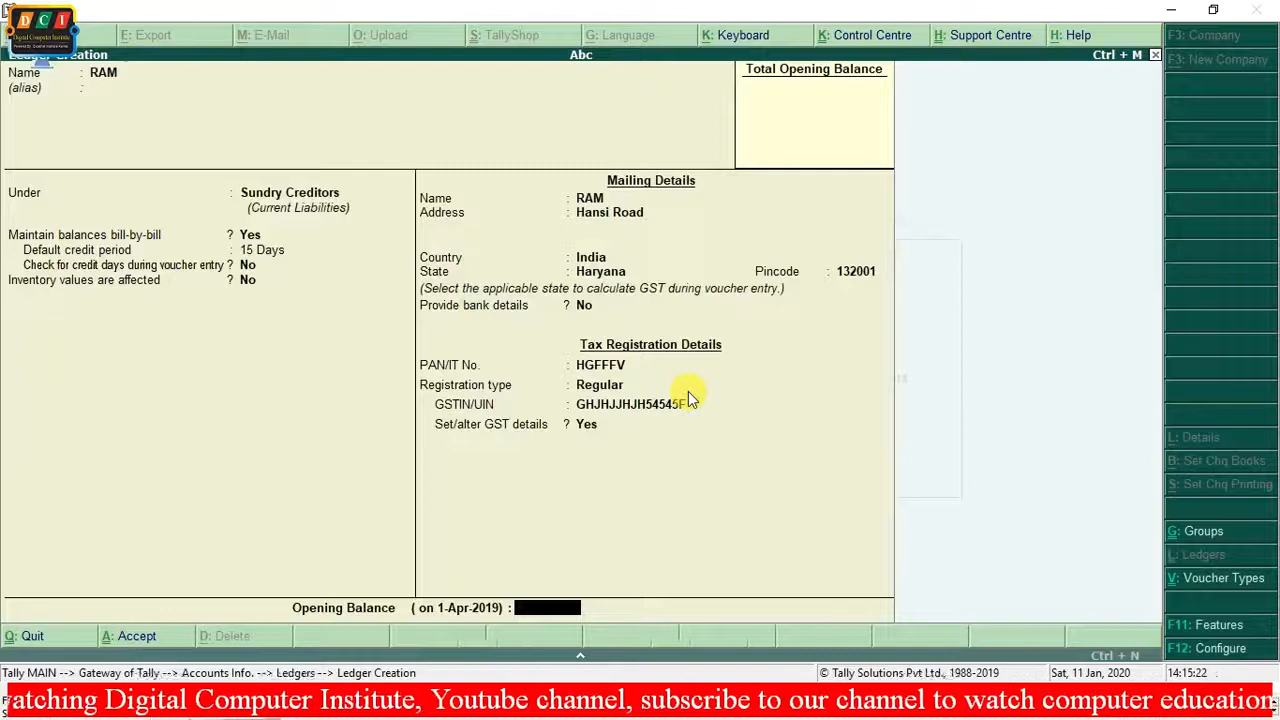 DCI
Digital Computer Institute
E: Export
M: E-Mail
O: Upload
S: TallyShop
G: Language
K: Keyboard
K: Control Centre
H: Support Centre
H: Help
F3: Company
Ledger Creation
Abc
Ctrl + M
F3: New Company
Name : RAM
(alias) :
Total Opening Balance
Mailing Details
Under : Sundry Creditors
(Current Liabilities)
Name : RAM
Address : Hansi Road
Maintain balances bill-by-bill ? Yes
Default credit period : 15 Days
Check for credit days during voucher entry ? No
Inventory values are affected ? No
Country : India
State : Haryana
Pincode : 132001
(Select the applicable state to calculate GST during voucher entry.)
Provide bank details ? No
Tax Registration Details
PAN/IT No. : HGFFFV
Registration type : Regular
GSTIN/UIN : GHJHJJHJH54545F
Set/alter GST details ? Yes
L: Details
B: Set Chq Books
S: Set Chq Printing
G: Groups
L: Ledgers
V: Voucher Types
F11: Features
F12: Configure
Opening Balance ( on 1-Apr-2019) :
Q: Quit
A: Accept
D: Delete
Ctrl + N
Tally MAIN --> Gateway of Tally --> Accounts Info. --> Ledgers --> Ledger Creation
© Tally Solutions Pvt Ltd., 1988-2019
Sat, 11 Jan, 2020
14:15:22
atching Digital Computer Institute, Youtube channel, subscribe to our channel to watch computer education